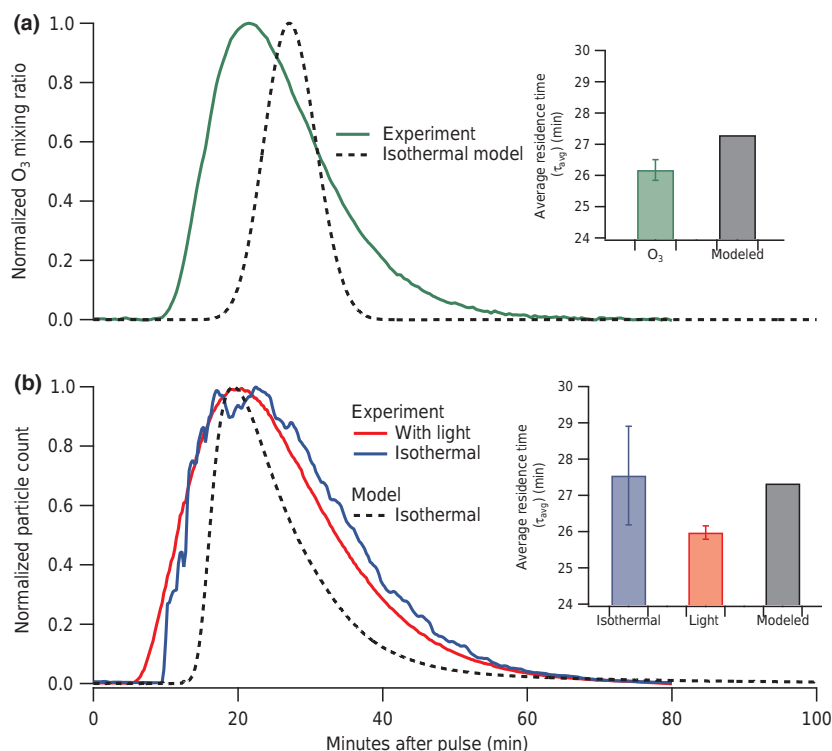 (a)
1.0
0.8
0.6
0.4
0.2
0.0
Normalized O₃ mixing ratio
Experiment
Isothermal model
30
29
28
27
26
25
24
Average residence time
(τavg) (min)
O₃
Modeled
(b)
1.0
0.8
0.6
0.4
0.2
0.0
Normalized particle count
Experiment
With light
Isothermal
Model
Isothermal
30
29
28
27
26
25
24
Average residence time
(τavg) (min)
Isothermal
Light
Modeled
0
20
40
60
80
100
Minutes after pulse (min)